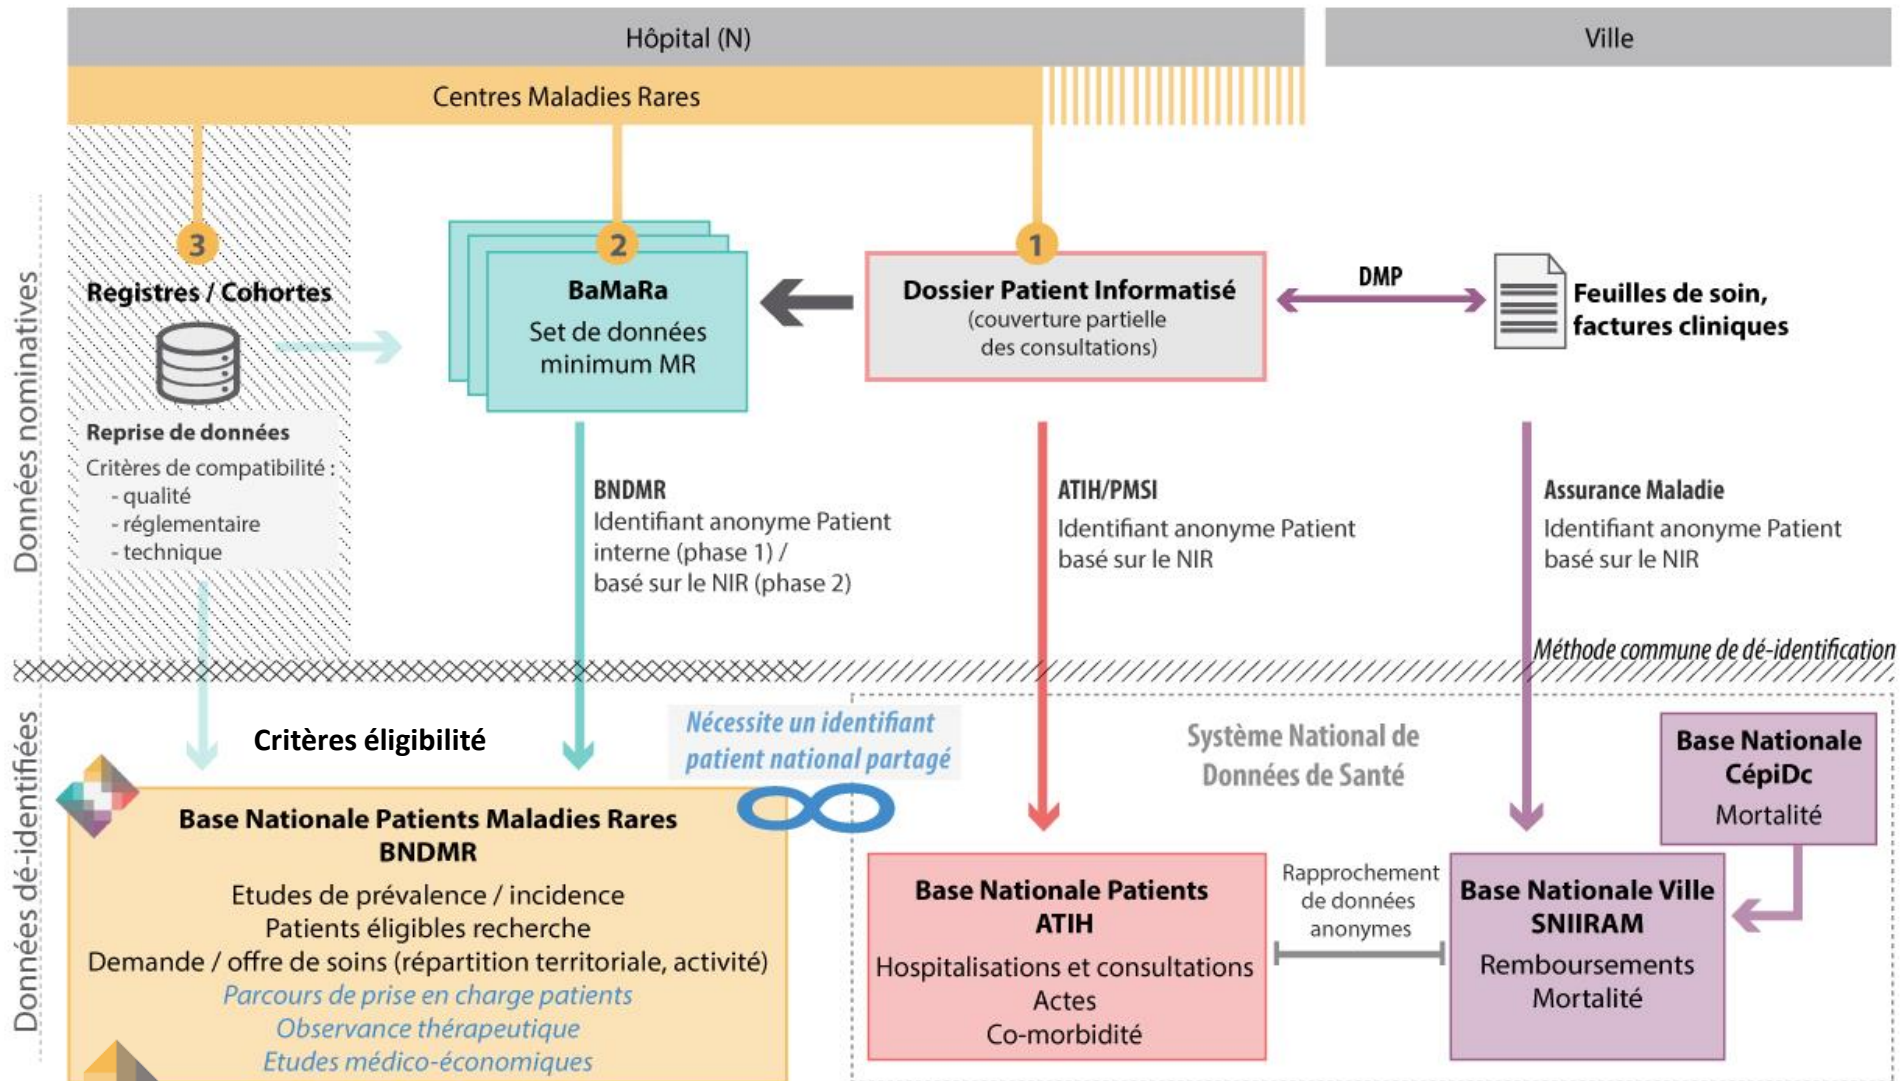 Hôpital (N)
Ville
Centres Maladies Rares
Données nominatives
3
Registres / Cohortes
Reprise de données
Critères de compatibilité :
- qualité
- réglementaire
- technique
2
BaMaRa
Set de données
minimum MR
1
Dossier Patient Informatisé
(couverture partielle
des consultations)
DMP
Feuilles de soin,
factures cliniques
BNDMR
Identifiant anonyme Patient
interne (phase 1) /
basé sur le NIR (phase 2)
ATIH/PMSI
Identifiant anonyme Patient
basé sur le NIR
Assurance Maladie
Identifiant anonyme Patient
basé sur le NIR
Méthode commune de dé-identification
Données dé-identifiées
Critères éligibilité
Nécessite un identifiant
patient national partagé
Système National de
Données de Santé
Base Nationale
CépiDc
Mortalité
Base Nationale Patients Maladies Rares
BNDMR
Etudes de prévalence / incidence
Patients éligibles recherche
Demande / offre de soins (répartition territoriale, activité)
Parcours de prise en charge patients
Observance thérapeutique
Etudes médico-économiques
Base Nationale Patients
ATIH
Hospitalisations et consultations
Actes
Co-morbidité
Rapprochement
de données
anonymes
Base Nationale Ville
SNIIRAM
Remboursements
Mortalité